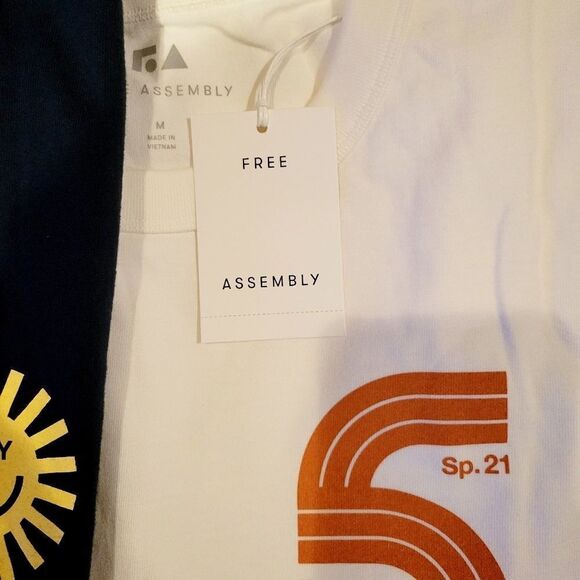 E ASSEMBLY
M
MADE IN
VIETNAM
FREE
ASSEMBLY
Sp. 21
Y